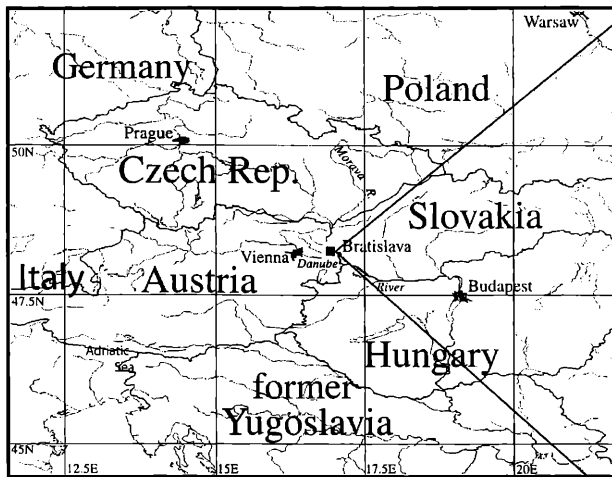 Warsaw
Germany
Poland
Prague
50N
Czech Rep.
Morava R.
Slovakia
Vienna
Bratislava
Danube
River
Italy
Austria
Budapest
47.5N
Adriatic
Sea
Hungary
former
Yugoslavia
45N
12.5E
15E
17.5E
20E